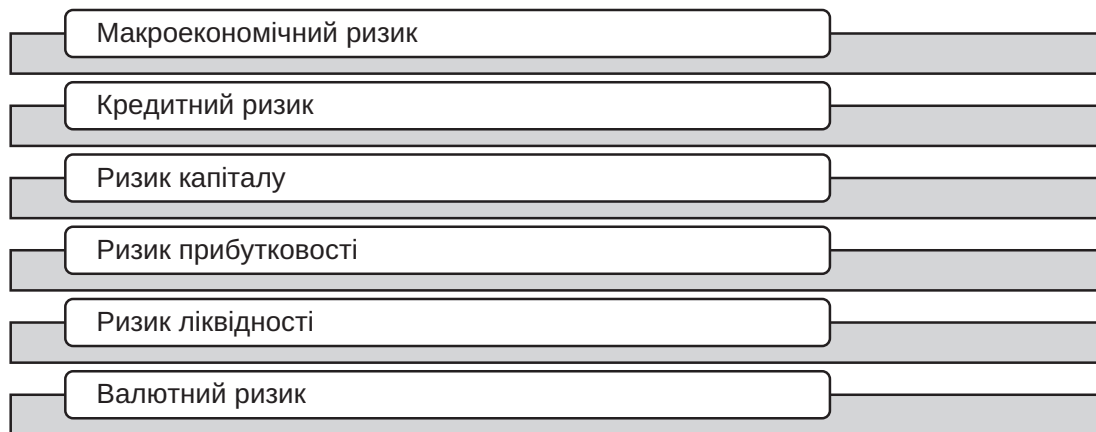 Макроекономічний ризик
Кредитний ризик
Ризик капіталу
Ризик прибутковості
Ризик ліквідності
Валютний ризик